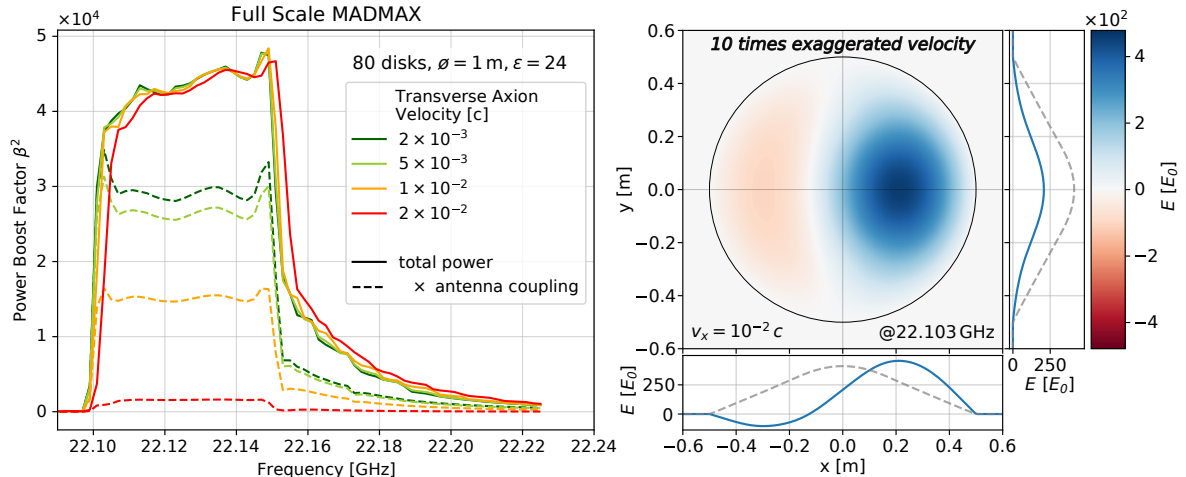 Full Scale MADMAX
×10⁴
80 disks, ø = 1 m, ε = 24
Transverse Axion
Velocity [c]
2 × 10⁻³
5 × 10⁻³
1 × 10⁻²
2 × 10⁻²
total power
× antenna coupling
Power Boost Factor β²
5
4
3
2
1
0
22.10 22.12 22.14 22.16 22.18 22.20 22.22 22.24
Frequency [GHz]
10 times exaggerated velocity
vₓ = 10⁻² c
@22.103 GHz
y [m]
0.6
0.4
0.2
0.0
−0.2
−0.4
−0.6
0 250
E [E₀]
×10²
4
2
0
−2
−4
E [E₀]
E [E₀]
250
0
−0.6 −0.4 −0.2 0.0 0.2 0.4 0.6
x [m]